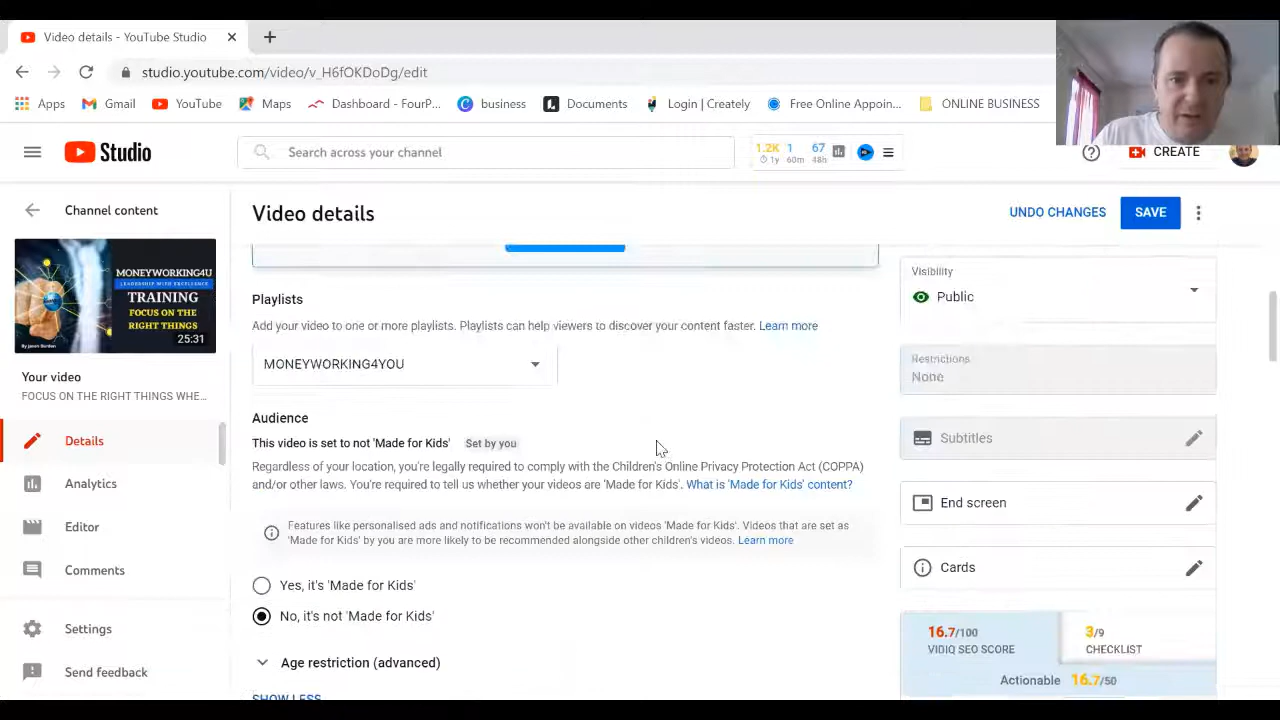 Video details - YouTube Studio
studio.youtube.com/video/v_H6fOKDoDg/edit
Apps Gmail YouTube Maps Dashboard - FourP... business Documents Login | Creately Free Online Appoin... ONLINE BUSINESS
Studio
Search across your channel
1.2K 1 67
1y 60m 48h
CREATE
Channel content
Video details
UNDO CHANGES
SAVE
MONEYWORKING4U
LEADERSHIP WITH EXCELLENCE
TRAINING
FOCUS ON THE
RIGHT THINGS
25:31
Your video
FOCUS ON THE RIGHT THINGS WHE...
Details
Analytics
Editor
Comments
Settings
Send feedback
Playlists
Add your video to one or more playlists. Playlists can help viewers to discover your content faster. Learn more
MONEYWORKING4YOU
Audience
This video is set to not 'Made for Kids' Set by you
Regardless of your location, you're legally required to comply with the Children's Online Privacy Protection Act (COPPA)
and/or other laws. You're required to tell us whether your videos are 'Made for Kids'. What is 'Made for Kids' content?
Features like personalised ads and notifications won't be available on videos 'Made for Kids'. Videos that are set as
'Made for Kids' by you are more likely to be recommended alongside other children's videos. Learn more
Yes, it's 'Made for Kids'
No, it's not 'Made for Kids'
Age restriction (advanced)
SHOW LESS
Visibility
Public
Restrictions
None
Subtitles
End screen
Cards
16.7/100
VIDIQ SEO SCORE
3/9
CHECKLIST
Actionable 16.7/50